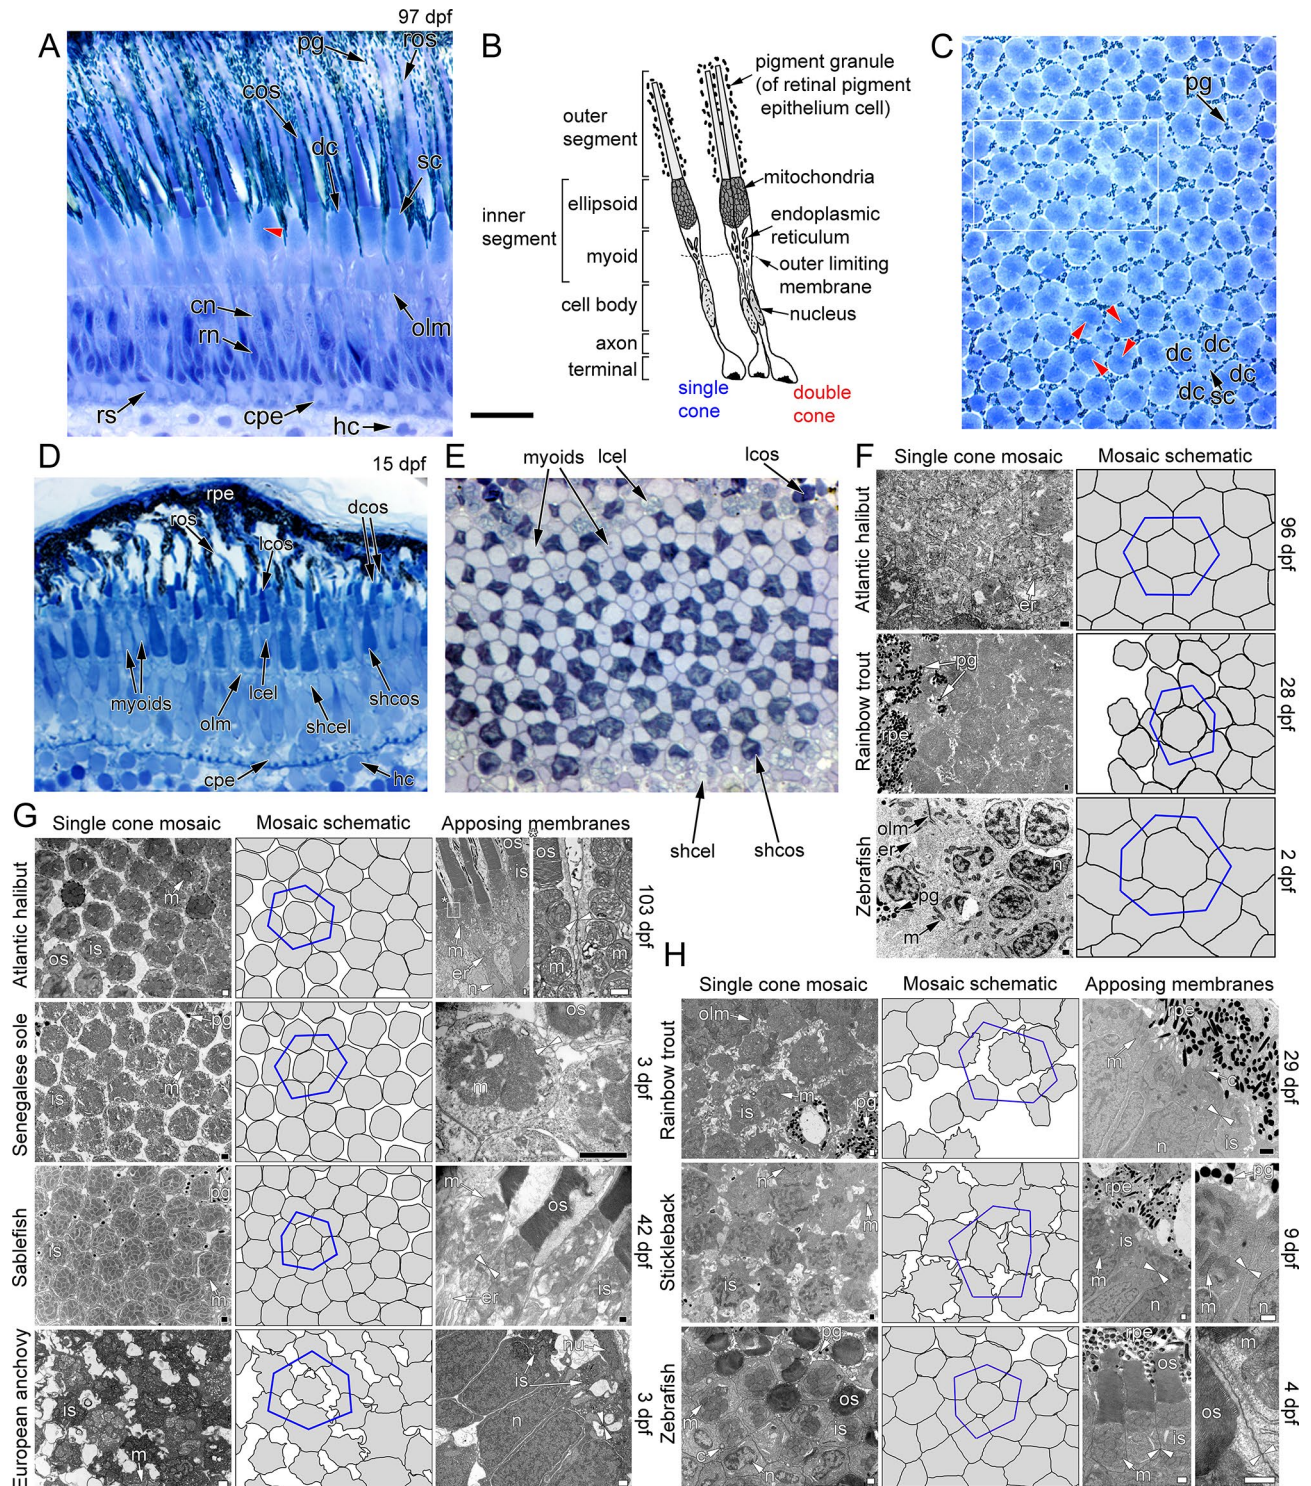 A
97 dpf
pg
ros
cos
dc
sc
cn
rn
olm
rs
cpe
hc
B
outer
segment
inner
segment
ellipsoid
myoid
cell body
axon
terminal
pigment granule
(of retinal pigment
epithelium cell)
mitochondria
endoplasmic
reticulum
outer limiting
membrane
nucleus
single
cone
double
cone
C
pg
dc
dc
dc
dc
sc
D
15 dpf
rpe
dcos
ros
lcos
myoids
olm
lcel
shcel
shcos
cpe
hc
E
myoids
lcel
lcos
shcel
shcos
F
Single cone mosaic
Mosaic schematic
Atlantic halibut
er
96 dpf
Rainbow trout
pg
rpe
28 dpf
Zebrafish
olm
er
n
pg
m
2 dpf
G
Single cone mosaic
Mosaic schematic
Apposing membranes
Atlantic halibut
m
is
os
os
is
*
m
er
n
*
os
m
103 dpf
Senegalese sole
pg
m
is
os
m
3 dpf
Sablefish
pg
is
m
m
os
er
is
42 dpf
European anchovy
is
m
nu
is
n
3 dpf
H
Single cone mosaic
Mosaic schematic
Apposing membranes
Rainbow trout
olm
m
is
pg
rpe
m
c
n
is
29 dpf
Stickleback
n
m
is
rpe
is
m
n
pg
m
n
9 dpf
Zebrafish
pg
os
m
is
c
n
rpe
os
is
m
m
os
4 dpf